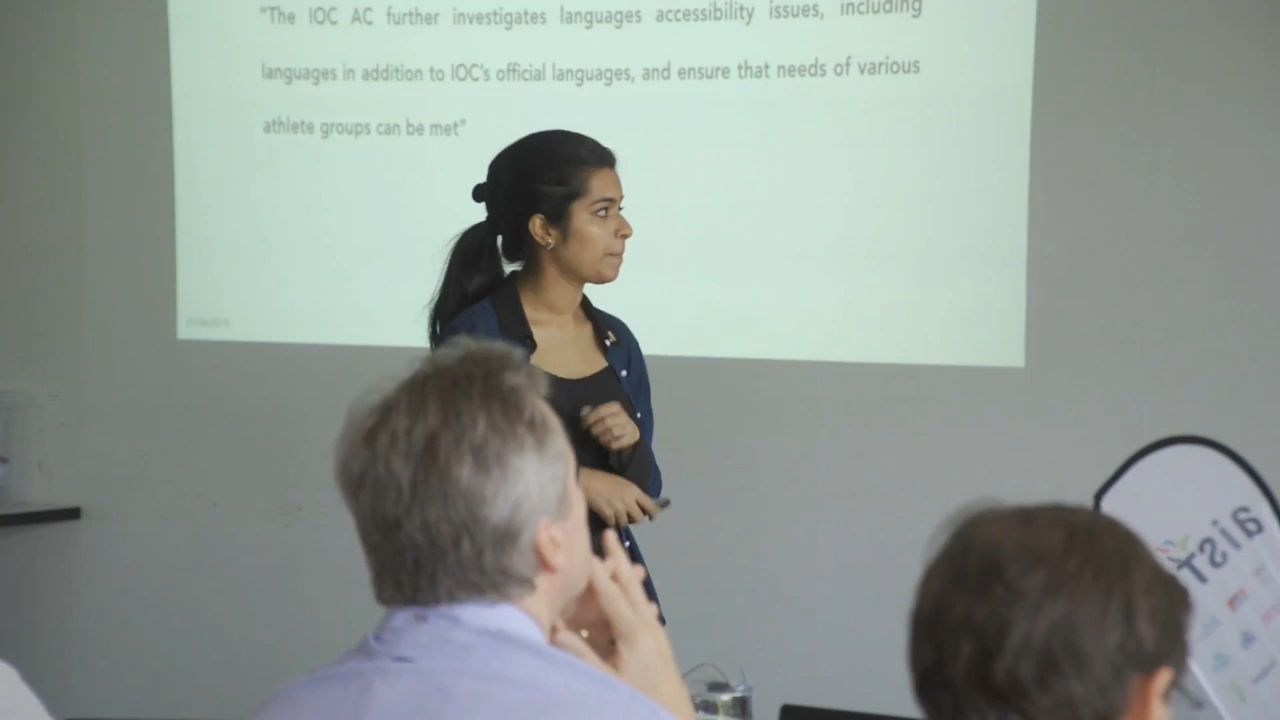 "The IOC AC further investigates languages accessibility issues, including
languages in addition to IOC's official languages, and ensure that needs of various
athlete groups can be met"
aisT